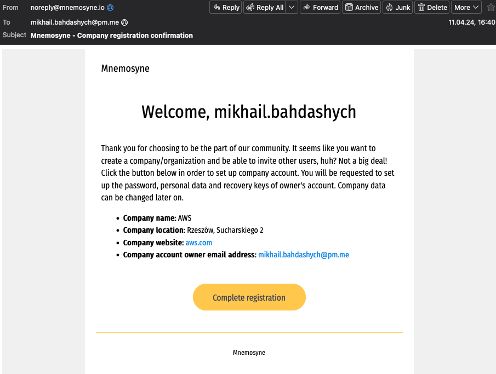 From noreply@mnemosyne.io Reply Reply All Forward Archive Junk Delete More
To mikhail.bahdashych@pm.me 11.04.24, 16:40
Subject Mnemosyne - Company registration confirmation
Mnemosyne
Welcome, mikhail.bahdashych
Thank you for choosing to be the part of our community. It seems like you want to
create a company/organization and be able to invite other users, huh? Not a big deal!
Click the button below in order to set up company account. You will be requested to set
up the password, personal data and recovery keys of owner's account. Company data
can be changed later on.
• Company name: AWS
• Company location: Rzeszów, Sucharskiego 2
• Company website: aws.com
• Company account owner email address: mikhail.bahdashych@pm.me
Complete registration
Mnemosyne